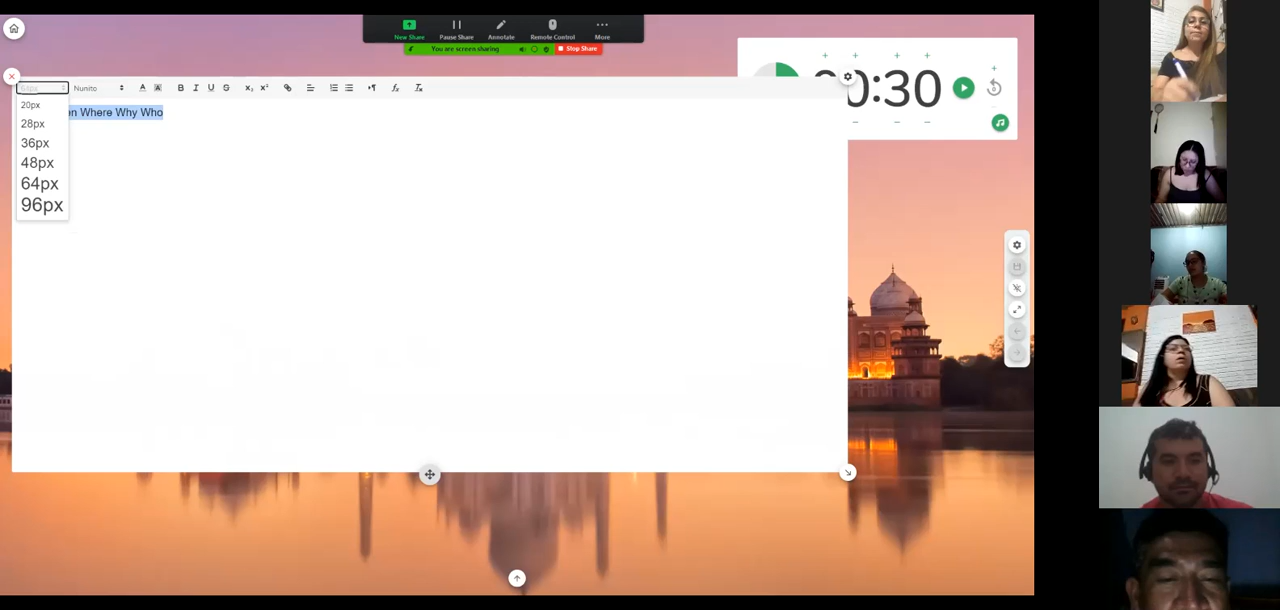 New Share
Pause Share
Annotate
Remote Control
More
You are screen sharing
Stop Share
64px
Nunito
20px
28px
36px
48px
64px
96px
en Where Why Who
0:30